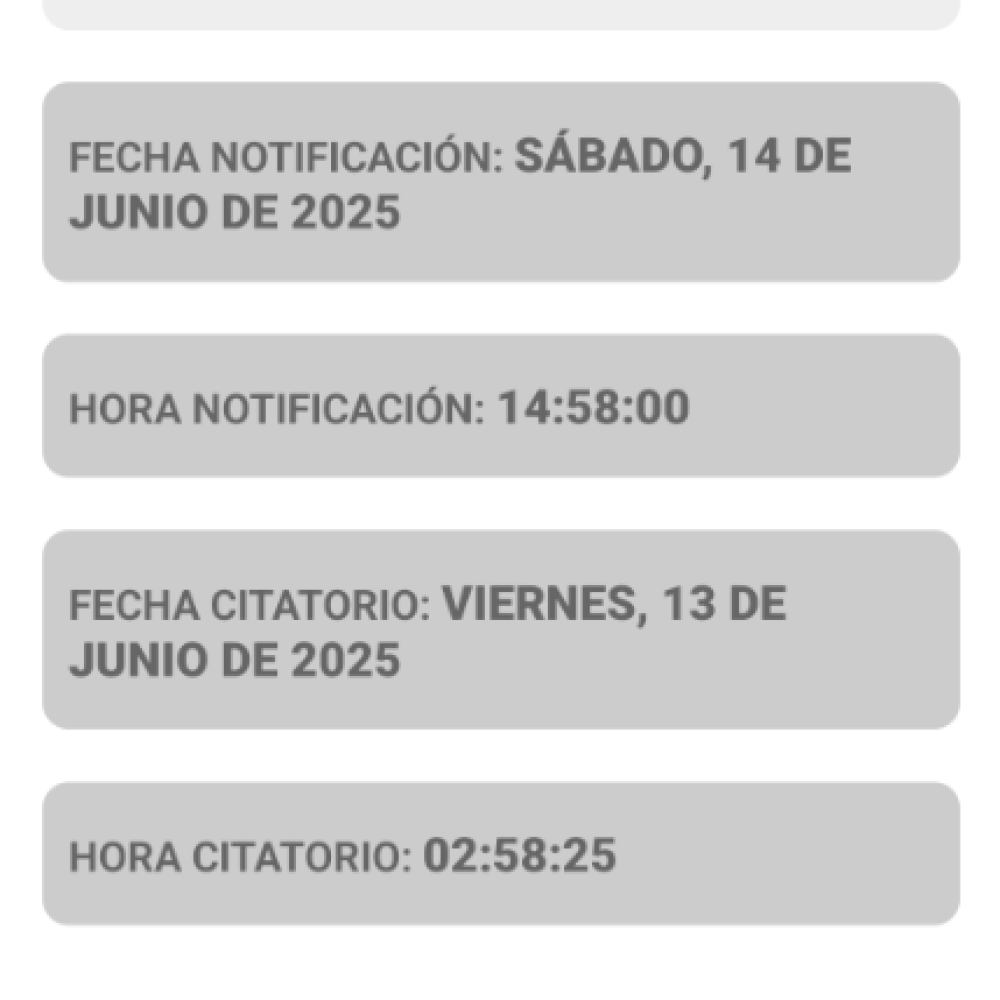 FECHA NOTIFICACIÓN: SÁBADO, 14 DE
JUNIO DE 2025
HORA NOTIFICACIÓN: 14:58:00
FECHA CITATORIO: VIERNES, 13 DE
JUNIO DE 2025
HORA CITATORIO: 02:58:25